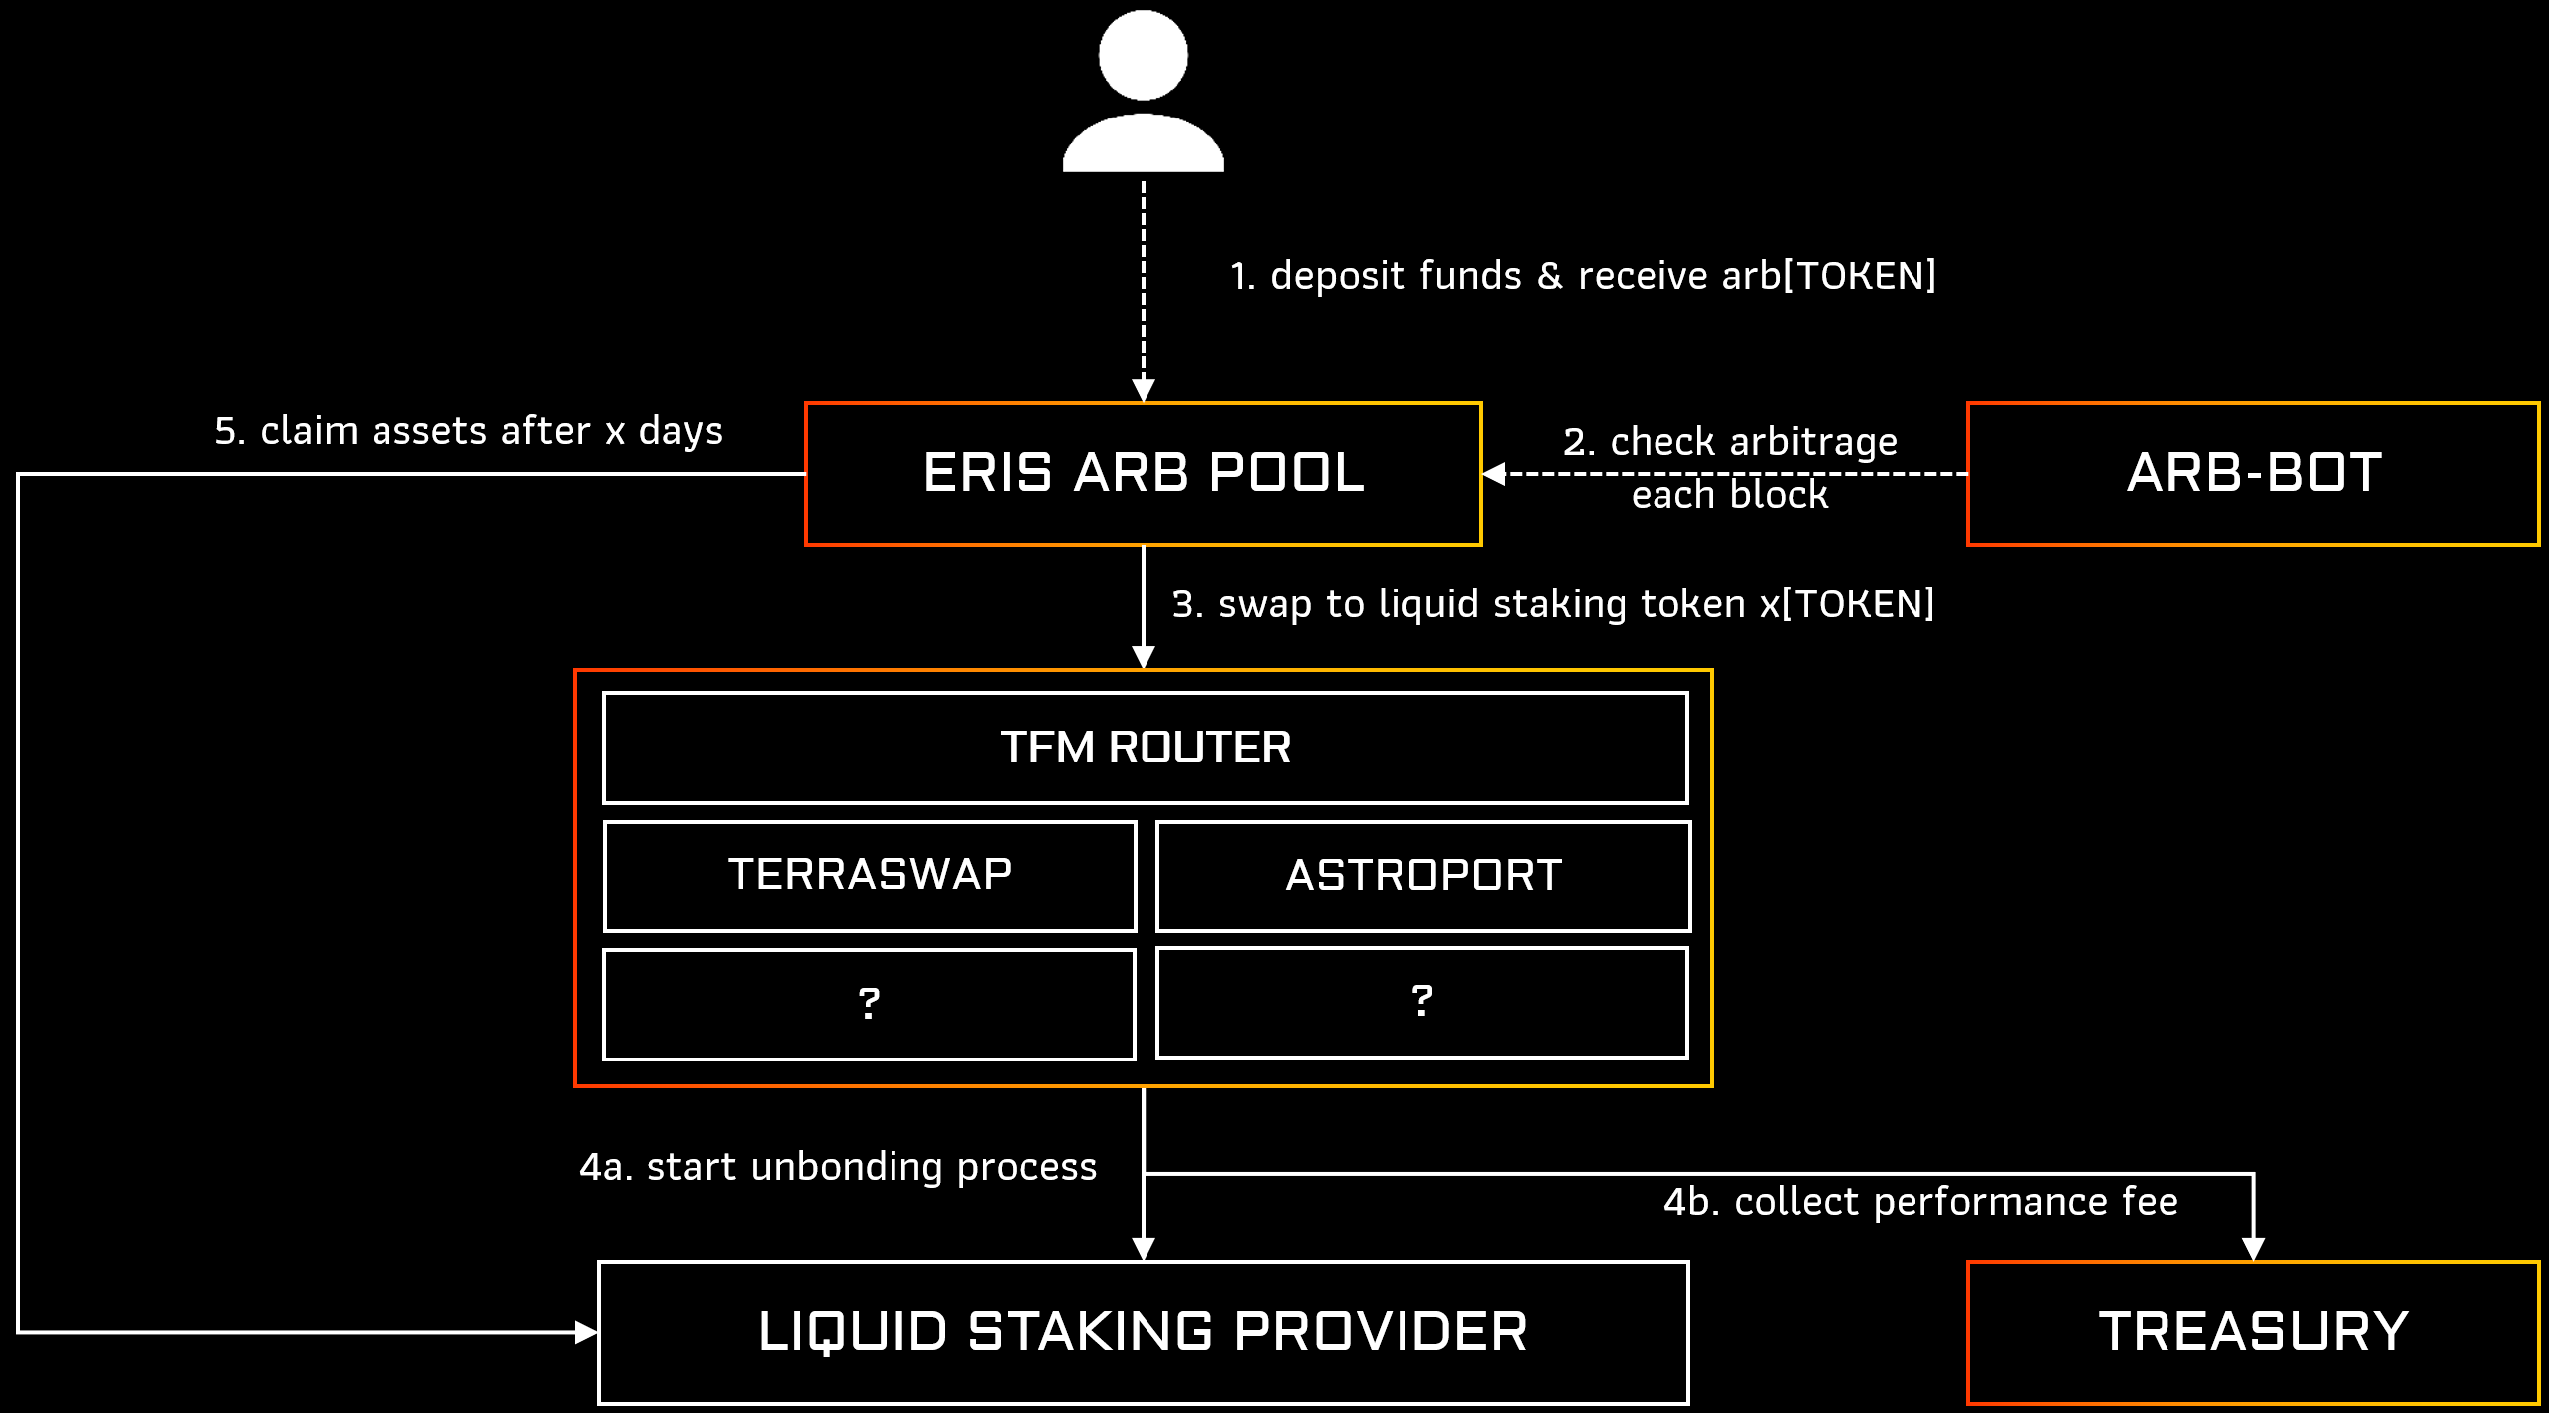 1. deposit funds & receive arb[TOKEN]
5. claim assets after x days
ERIS ARB POOL
2. check arbitrage
each block
ARB-BOT
3. swap to liquid staking token x[TOKEN]
TFM ROUTER
TERRASWAP
ASTROPORT
?
?
4a. start unbonding process
4b. collect performance fee
LIQUID STAKING PROVIDER
TREASURY